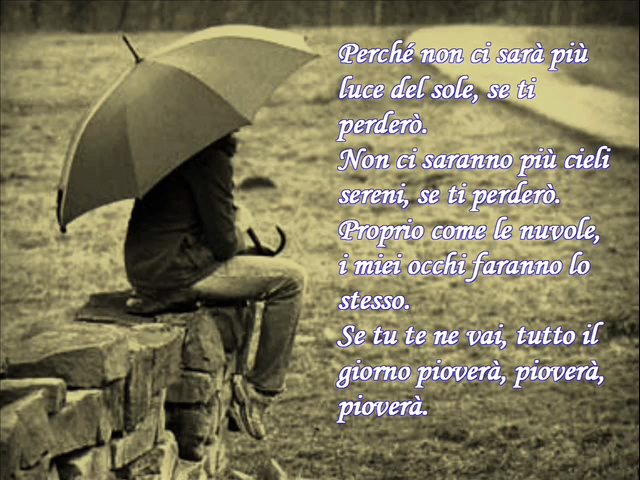 Perché non ci sarà più
luce del sole, se ti
perderò.
Non ci saranno più cieli
sereni, se ti perderò.
Proprio come le nuvole,
i miei occhi faranno lo
stesso.
Se tu te ne vai, tutto il
giorno pioverà, pioverà,
pioverà.